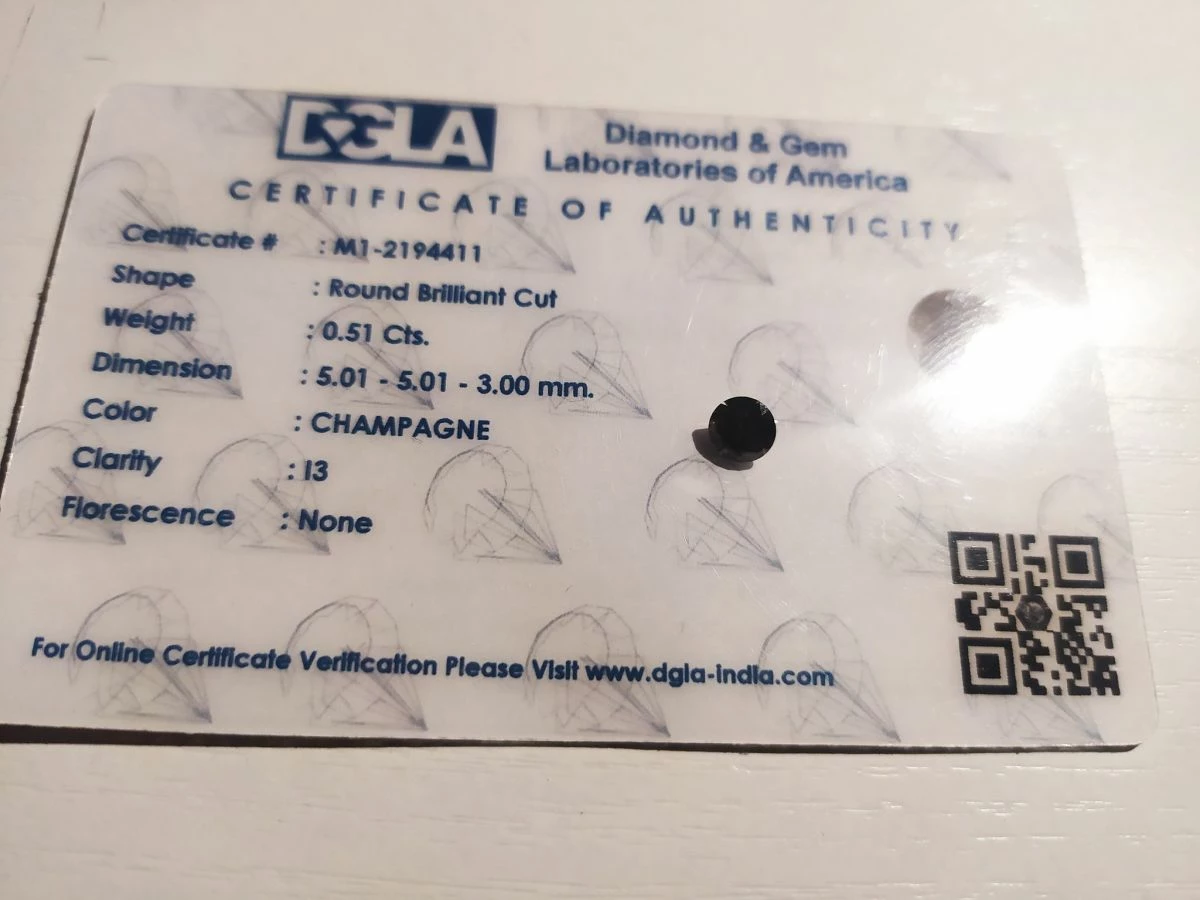 DGLA
Diamond & Gem
Laboratories of America
CERTIFICATE OF AUTHENTICITY
Certificate # : M1-2194411
Shape : Round Brilliant Cut
Weight : 0.51 Cts.
Dimension : 5.01 - 5.01 - 3.00 mm.
Color : CHAMPAGNE
Clarity : I3
Florescence : None
For Online Certificate Verification Please Visit www.dgla-india.com